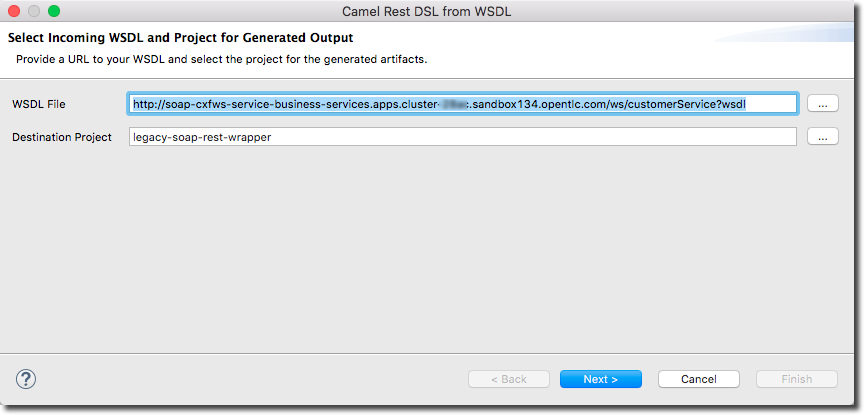 Camel Rest DSL from WSDL
Select Incoming WSDL and Project for Generated Output
Provide a URL to your WSDL and select the project for the generated artifacts.
WSDL File http://soap-cxfws-service-business-services.apps.cluster- .sandbox134.opentlc.com/ws/customerService?wsdl ...
Destination Project legacy-soap-rest-wrapper ...
? < Back Next > Cancel Finish